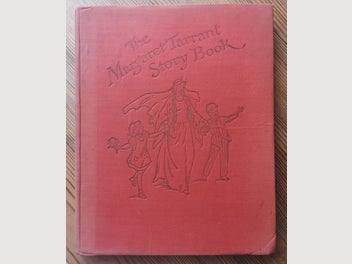 The
Margaret Tarrant
Story Book